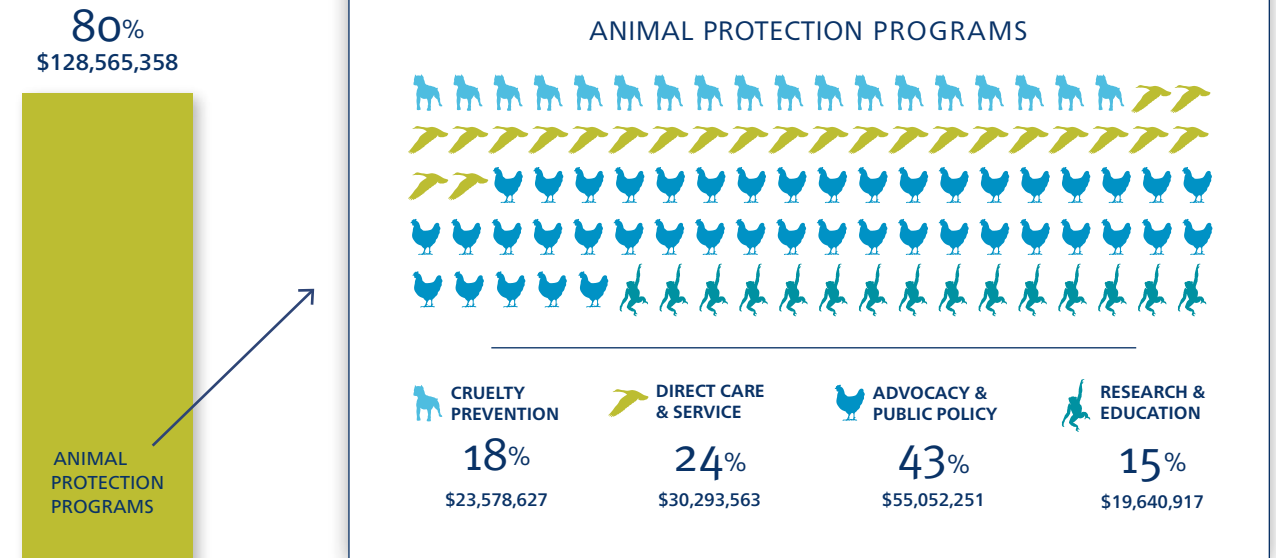 80%
$128,565,358
ANIMAL
PROTECTION
PROGRAMS
ANIMAL PROTECTION PROGRAMS
CRUELTY
PREVENTION
18%
$23,578,627
DIRECT CARE
& SERVICE
24%
$30,293,563
ADVOCACY &
PUBLIC POLICY
43%
$55,052,251
RESEARCH &
EDUCATION
15%
$19,640,917